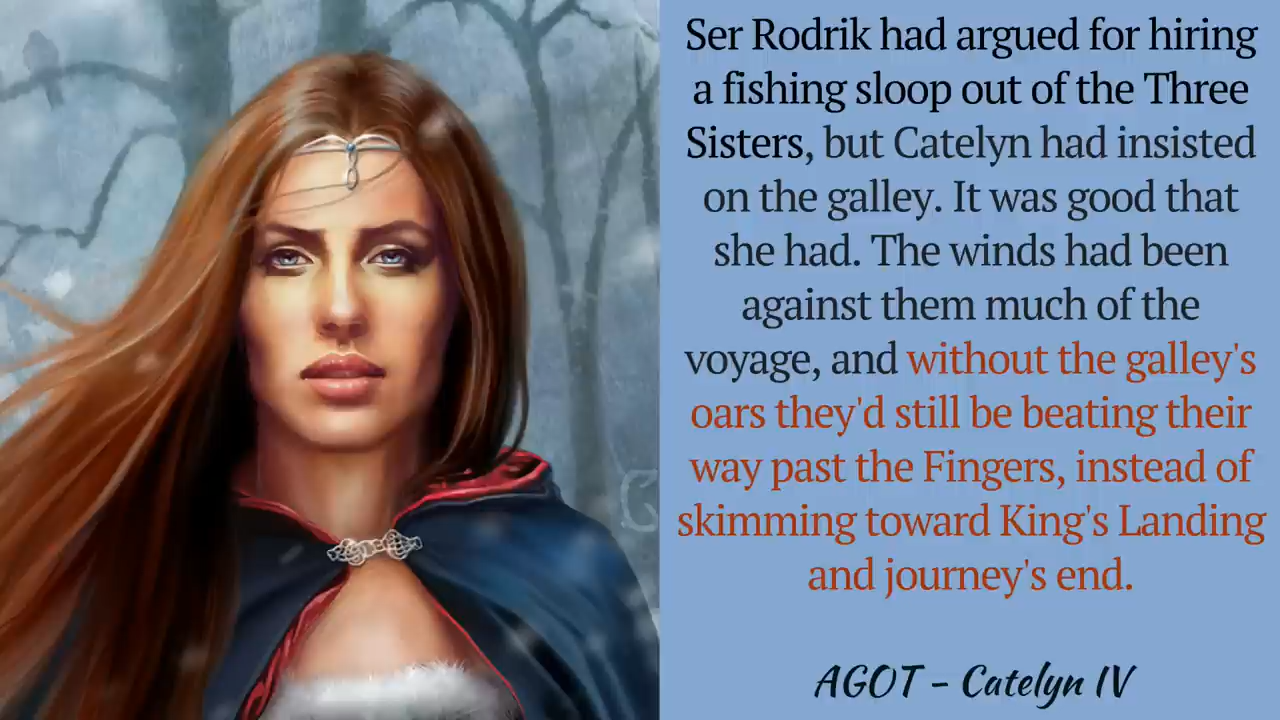 Ser Rodrik had argued for hiring
a fishing sloop out of the Three
Sisters, but Catelyn had insisted
on the galley. It was good that
she had. The winds had been
against them much of the
voyage, and without the galley's
oars they'd still be beating their
way past the Fingers, instead of
skimming toward King's Landing
and journey's end.
AGOT - Catelyn IV